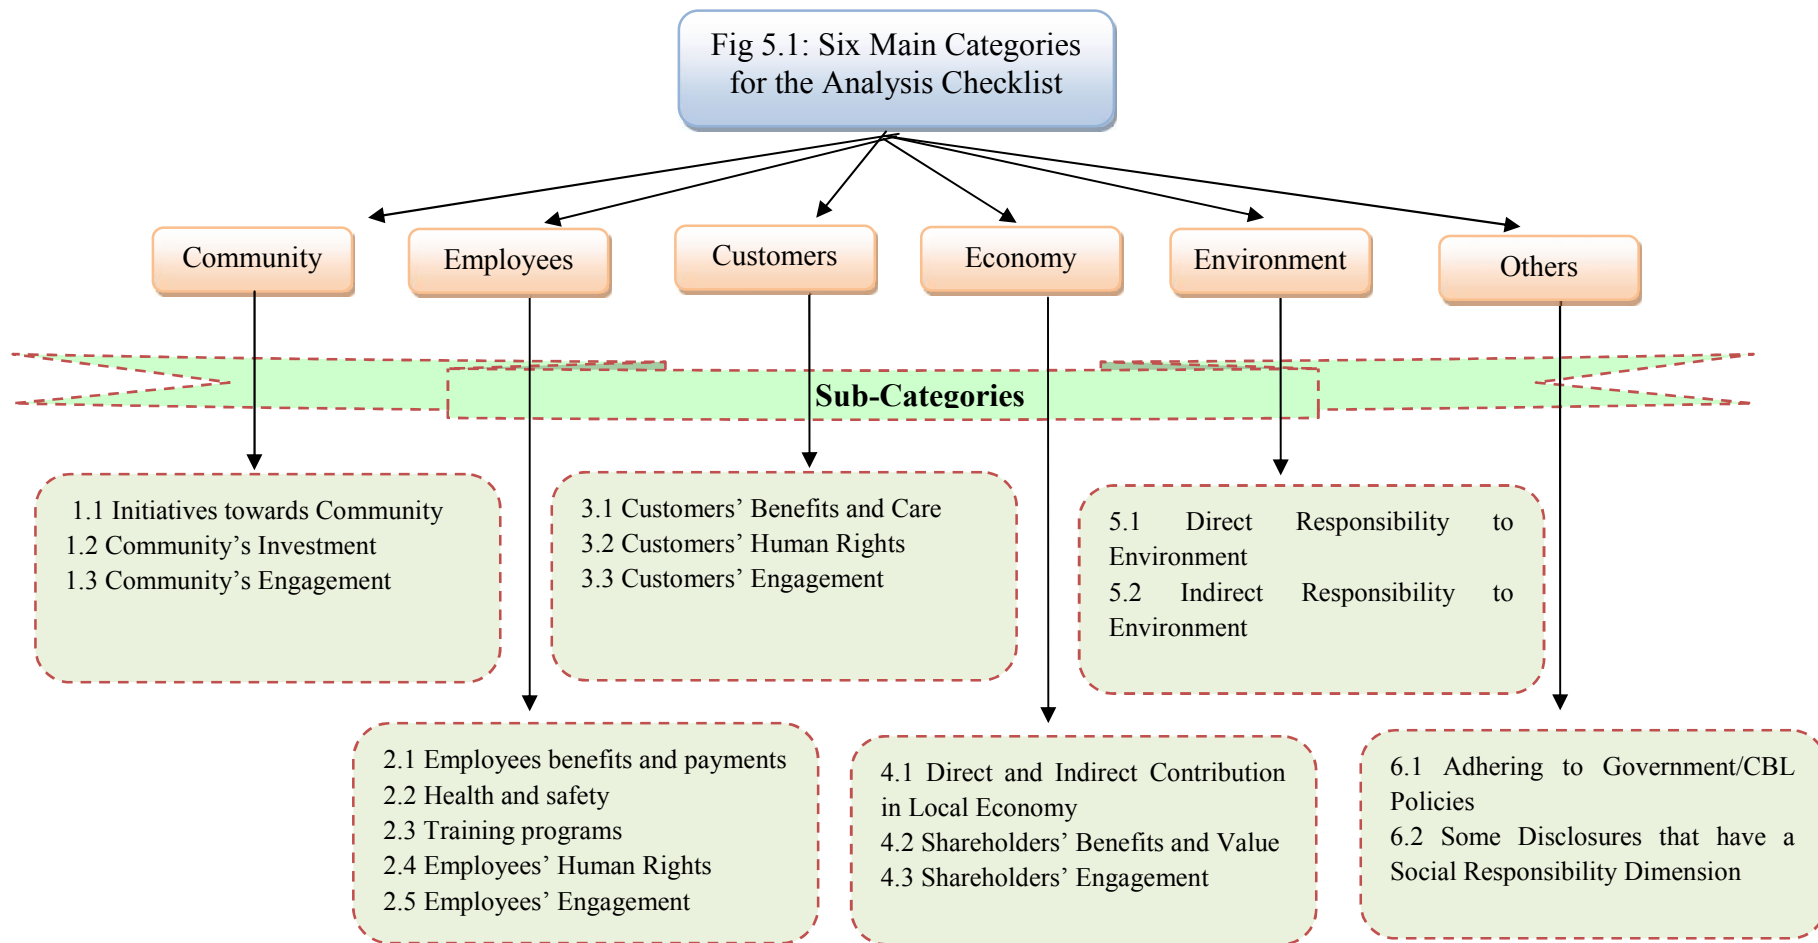 Fig 5.1: Six Main Categories
for the Analysis Checklist
Community
Employees
Customers
Economy
Environment
Others
Sub-Categories
1.1 Initiatives towards Community
1.2 Community’s Investment
1.3 Community’s Engagement
3.1 Customers’ Benefits and Care
3.2 Customers’ Human Rights
3.3 Customers’ Engagement
5.1 Direct Responsibility to
Environment
5.2 Indirect Responsibility to
Environment
2.1 Employees benefits and payments
2.2 Health and safety
2.3 Training programs
2.4 Employees’ Human Rights
2.5 Employees’ Engagement
4.1 Direct and Indirect Contribution
in Local Economy
4.2 Shareholders’ Benefits and Value
4.3 Shareholders’ Engagement
6.1 Adhering to Government/CBL
Policies
6.2 Some Disclosures that have a
Social Responsibility Dimension